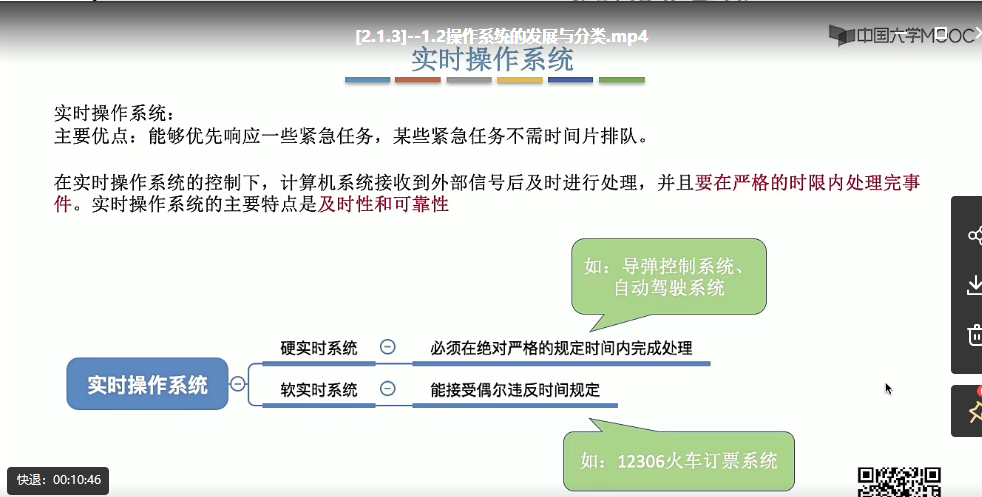 [2.1.3]--1.2操作系统的发展与分类.mp4
中国大学MOOC
实时操作系统
实时操作系统：
主要优点：能够优先响应一些紧急任务，某些紧急任务不需时间片排队。
在实时操作系统的控制下，计算机系统接收到外部信号后及时进行处理，并且要在严格的时限内处理完事
件。实时操作系统的主要特点是及时性和可靠性
如：导弹控制系统、
自动驾驶系统
硬实时系统
必须在绝对严格的规定时间内完成处理
实时操作系统
软实时系统
能接受偶尔违反时间规定
如：12306火车订票系统
快退：00:10:46